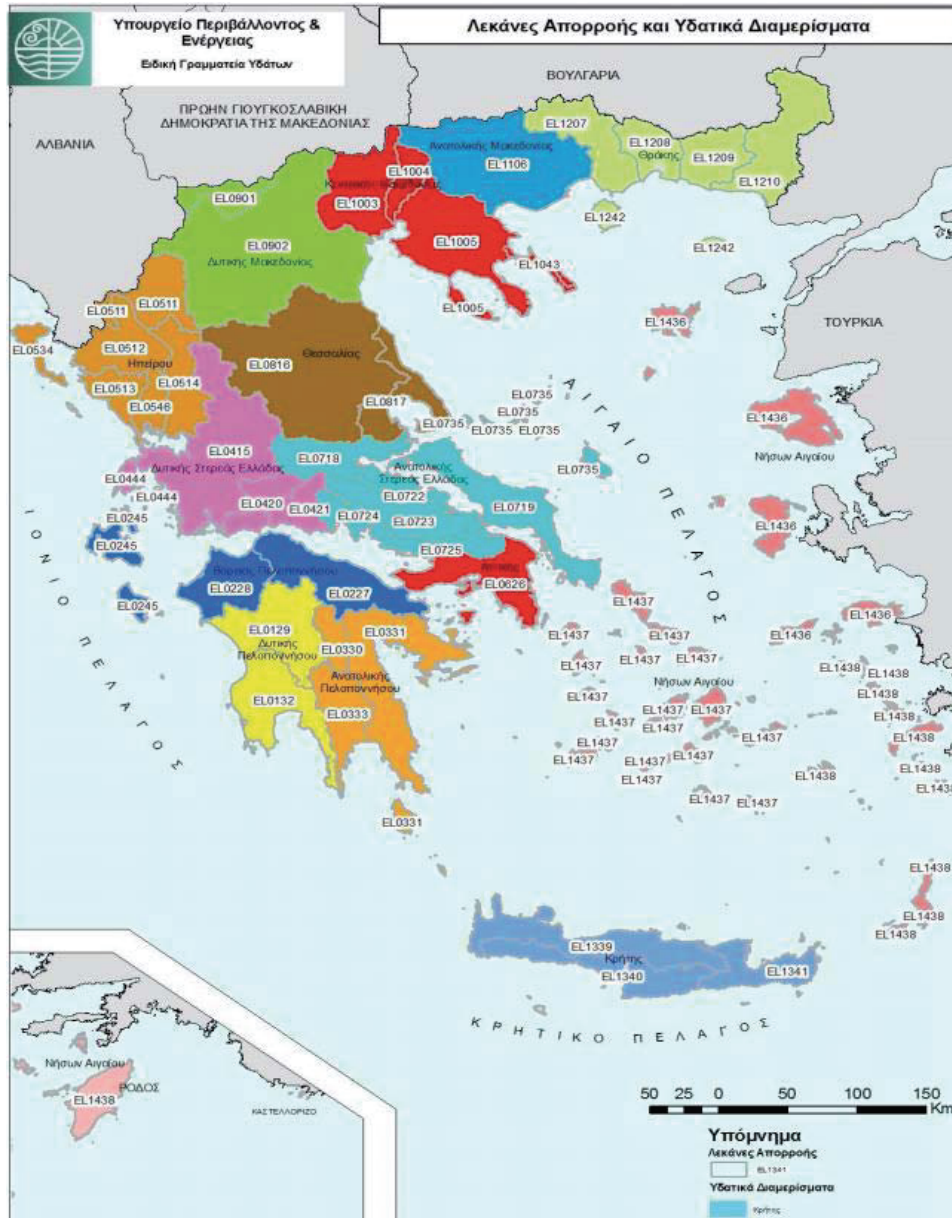 Υπουργείο Περιβάλλοντος &
Ενέργειας
Ειδική Γραμματεία Υδάτων
Λεκάνες Απορροής και Υδατικά Διαμερίσματα
ΒΟΥΛΓΑΡΙΑ
ΠΡΩΗΝ ΓΙΟΥΓΚΟΣΛΑΒΙΚΗ
ΔΗΜΟΚΡΑΤΙΑ ΤΗΣ ΜΑΚΕΔΟΝΙΑΣ
ΑΛΒΑΝΙΑ
EL1207
EL1208
Θράκης
EL1209
EL1210
Ανατολικής Μακεδονίας
EL1106
EL1004
EL1003
EL0901
EL1242
EL1242
EL0902
Δυτικής Μακεδονίας
EL1005
EL1043
EL1005
EL1436
ΤΟΥΡΚΙΑ
EL0511
EL0511
EL0534
EL0512
Ηπείρου
EL0513
EL0514
EL0546
EL0816
Θεσσαλίας
EL0817
EL0735
EL0735
EL0735
EL0735
EL0735
EL0735
ΑΙΓΑΙΟ ΠΕΛΑΓΟΣ
EL1436
Νήσων Αιγαίου
EL1436
EL0415
Δυτικής Στερεάς Ελλάδας
EL0444
EL0444
EL0420
EL0421
EL0718
Ανατολικής
Στερεάς Ελλάδας
EL0722
EL0719
EL0724
EL0723
EL0725
EL0245
EL0245
EL0245
ΙΟΝΙΟ ΠΕΛΑΓΟΣ
Βόρειας Πελοποννήσου
EL0228
EL0227
Αττικής
EL0626
EL0129
Δυτικής
Πελοποννήσου
EL0132
EL0331
EL0330
Ανατολικής
Πελοποννήσου
EL0333
EL0331
EL1437
EL1436
EL1437
EL1437
EL1436
EL1437
EL1437
EL1437
EL1438
EL1438
Νήσων Αιγαίου
EL1437
EL1438
EL1437
EL1437
EL1437
EL1437
EL1438
EL1437
EL1437
EL1437
EL1438
EL1437
EL1437
EL1437
EL1438
EL1438
EL1438
EL1437
EL1437
EL1438
EL1438
EL1438
EL1339
Κρήτης
EL1340
EL1341
ΚΡΗΤΙΚΟ ΠΕΛΑΓΟΣ
Νήσων Αιγαίου
ΡΟΔΟΣ
EL1438
ΚΑΣΤΕΛΛΟΡΙΖΟ
50 25 0 50 100 150
Km
Υπόμνημα
Λεκάνες Απορροής
EL1341
Υδατικά Διαμερίσματα
Κρήτης